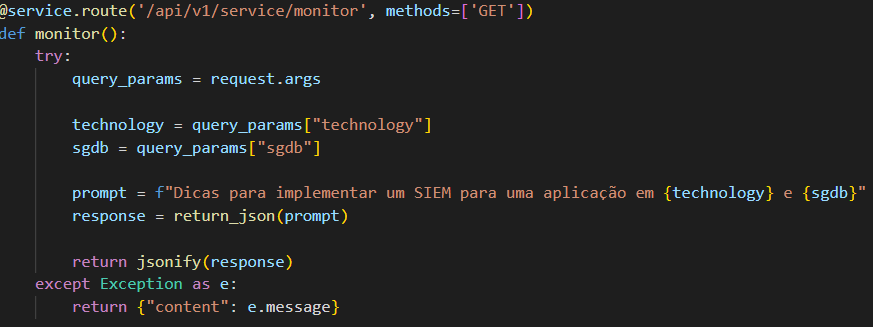 @service.route('/api/v1/service/monitor', methods=['GET'])
def monitor():
try:
query_params = request.args
technology = query_params["technology"]
sgdb = query_params["sgdb"]
prompt = f"Dicas para implementar um SIEM para uma aplicação em {technology} e {sgdb}"
response = return_json(prompt)
return jsonify(response)
except Exception as e:
return {"content": e.message}